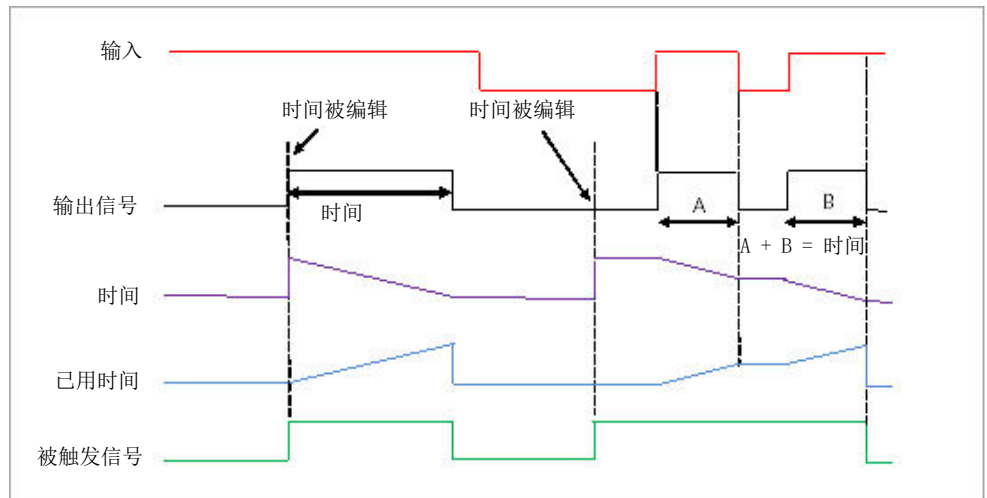 输入
时间被编辑
时间被编辑
输出信号
时间
A
B
A + B = 时间
时间
已用时间
被触发信号